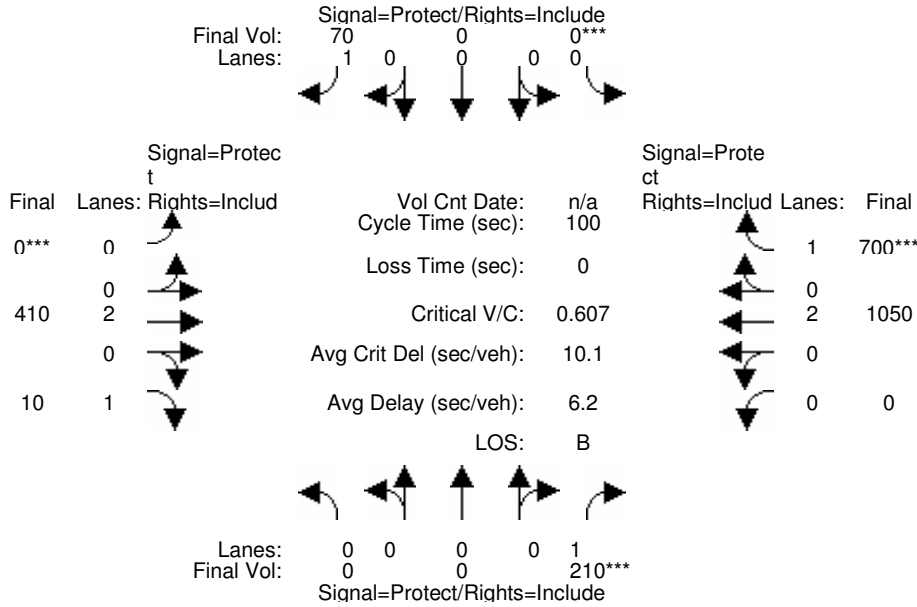 Signal=Protect/Rights=Include
Final Vol: 70 0 0***
Lanes: 1 0 0 0 0
Signal=Protec
t
Signal=Prote
ct
Final Lanes: Rights=Includ Vol Cnt Date: n/a Rights=Includ Lanes: Final
Cycle Time (sec): 100
0*** 0 1 700***
Loss Time (sec): 0
0 0
410 2 Critical V/C: 0.607 2 1050
0 Avg Crit Del (sec/veh): 10.1 0
10 1 Avg Delay (sec/veh): 6.2 0 0
LOS: B
Lanes: 0 0 0 0 1
Final Vol: 0 0 210***
Signal=Protect/Rights=Include